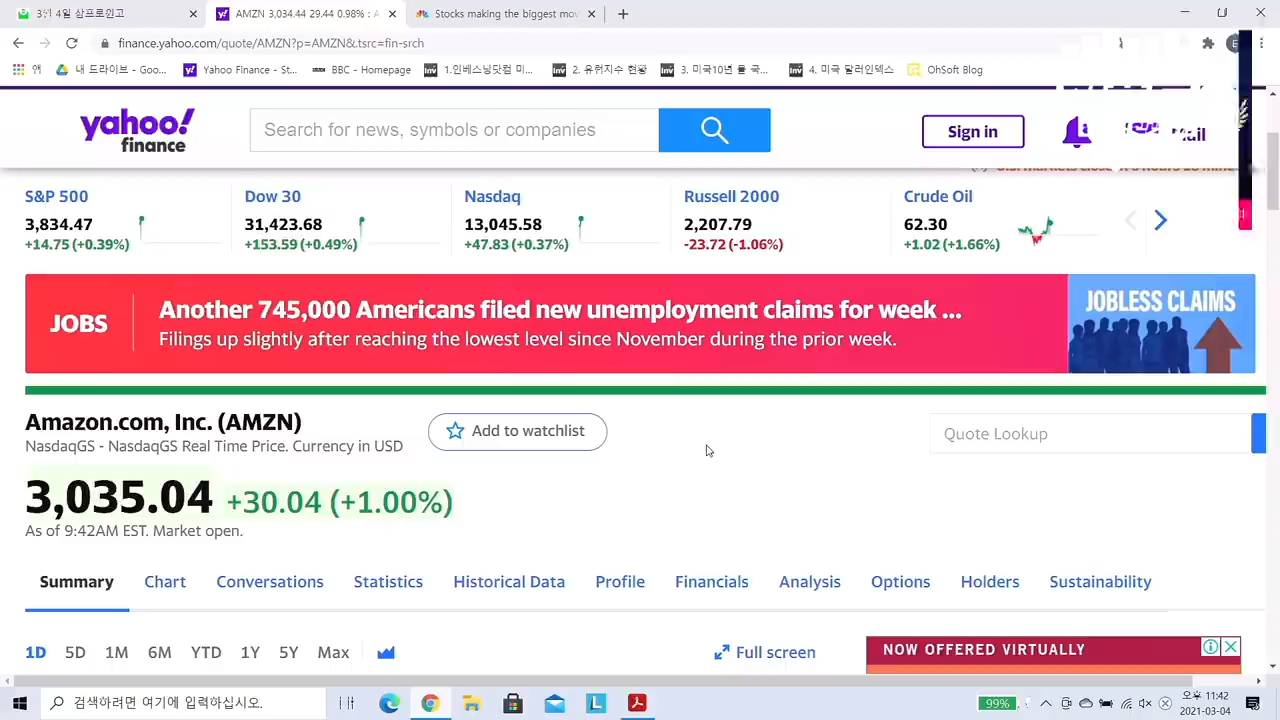 3월 4일 삼프로원고
AMZN 3,034.44 29.44 0.98% : A
Stocks making the biggest mov
finance.yahoo.com/quote/AMZN?p=AMZN&.tsrc=fin-srch
앱 내 드라이브 - Goo... Yahoo Finance - St... BBC - Homepage 1.인베스닝닷컴 미... 2. 유럽지수 현황 3. 미국10년 물 국... 4. 미국 달러인덱스 OhSoft Blog
yahoo!
finance
Search for news, symbols or companies
Sign in
Mail
S&P 500 Dow 30 Nasdaq Russell 2000 Crude Oil
3,834.47 31,423.68 13,045.58 2,207.79 62.30
+14.75 (+0.39%) +153.59 (+0.49%) +47.83 (+0.37%) -23.72 (-1.06%) +1.02 (+1.66%)
JOBS
Another 745,000 Americans filed new unemployment claims for week ...
Filings up slightly after reaching the lowest level since November during the prior week.
JOBLESS CLAIMS
Amazon.com, Inc. (AMZN)
NasdaqGS - NasdaqGS Real Time Price. Currency in USD
Add to watchlist
Quote Lookup
3,035.04 +30.04 (+1.00%)
As of 9:42AM EST. Market open.
Summary Chart Conversations Statistics Historical Data Profile Financials Analysis Options Holders Sustainability
1D 5D 1M 6M YTD 1Y 5Y Max
Full screen
NOW OFFERED VIRTUALLY
검색하려면 여기에 입력하십시오.
99%
오후 11:42
2021-03-04